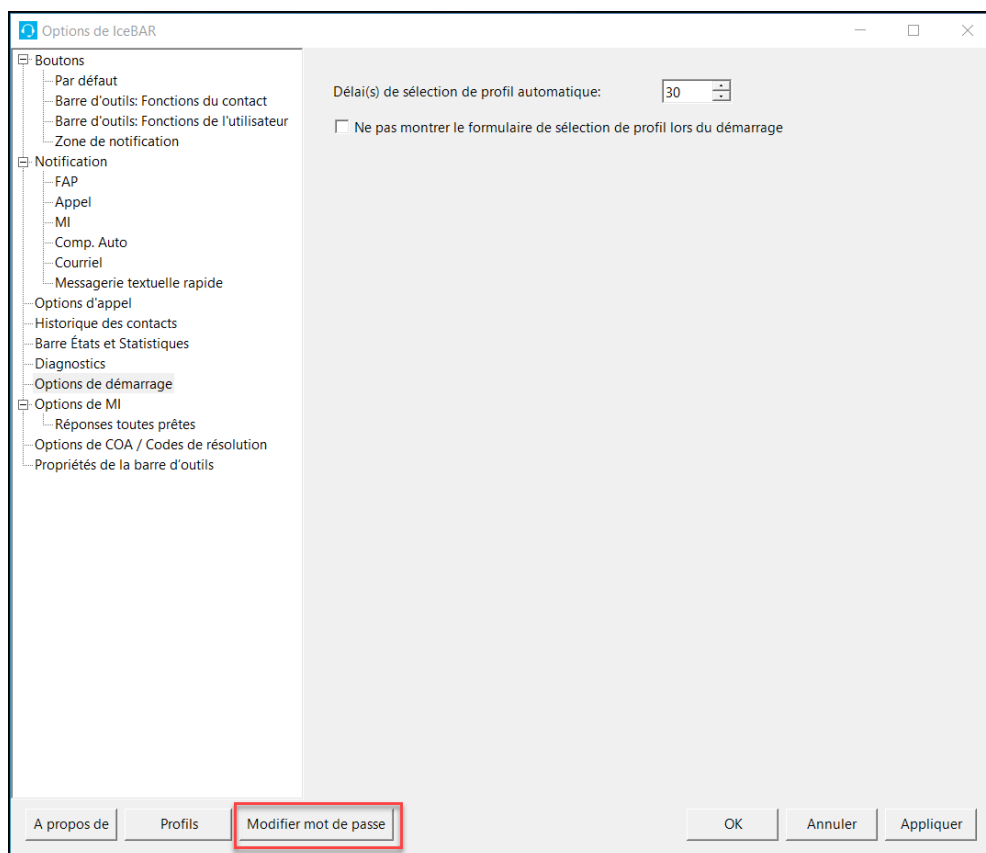 Options de IceBAR
Boutons
Par défaut
Barre d'outils: Fonctions du contact
Barre d'outils: Fonctions de l'utilisateur
Zone de notification
Notification
FAP
Appel
MI
Comp. Auto
Courriel
Messagerie textuelle rapide
Options d'appel
Historique des contacts
Barre États et Statistiques
Diagnostics
Options de démarrage
Options de MI
Réponses toutes prêtes
Options de COA / Codes de résolution
Propriétés de la barre d'outils
Délai(s) de sélection de profil automatique: 30
Ne pas montrer le formulaire de sélection de profil lors du démarrage
A propos de Profils Modifier mot de passe OK Annuler Appliquer